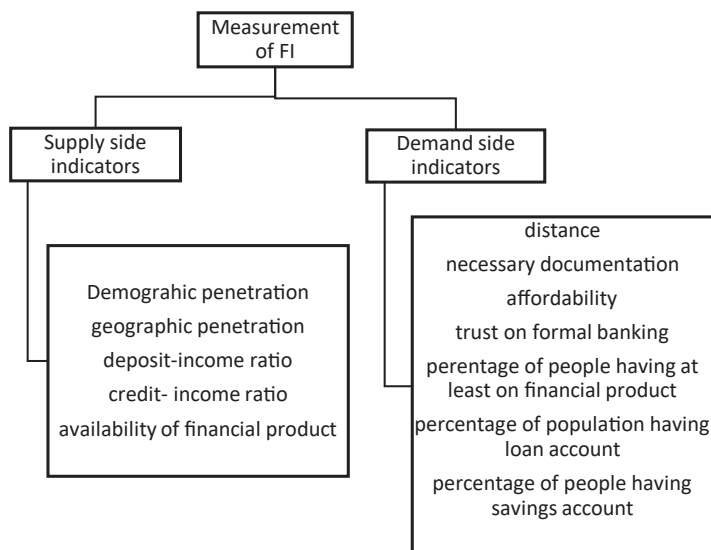 Measurement
of FI
Supply side
indicators
Demand side
indicators
Demograhic penetration
geographic penetration
deposit-income ratio
credit- income ratio
availability of financial product
distance
necessary documentation
affordability
trust on formal banking
perentage of people having at
least on financial product
percentage of population having
loan account
percentage of people having
savings account